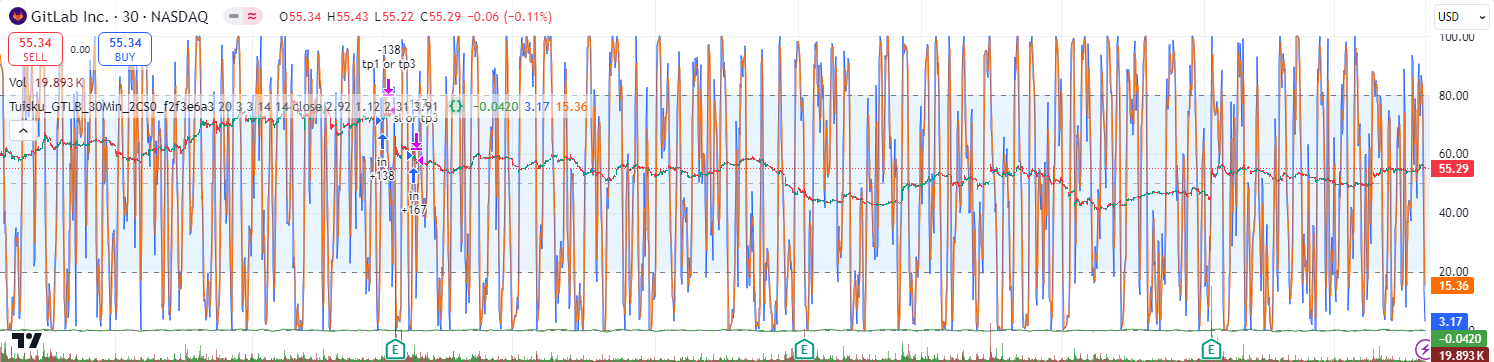 GitLab Inc. · 30 · NASDAQ O55.34 H55.43 L55.22 C55.29 −0.06 (−0.11%)
USD
55.34 0.00 55.34
SELL BUY
Vol 19.893 K
Tuisku_GTLB_30Min_2CS0_f2f3e6a3 20 3 3 14 14 close 2.92 1.12 2.31 3.91 {} −0.0420 3.17 15.36
-138
tp1 or tp3
sl or tp3
in
+138
in
+167
100.00
80.00
60.00
55.29
40.00
20.00
15.36
3.17
−0.0420
19.893 K
E
E
E